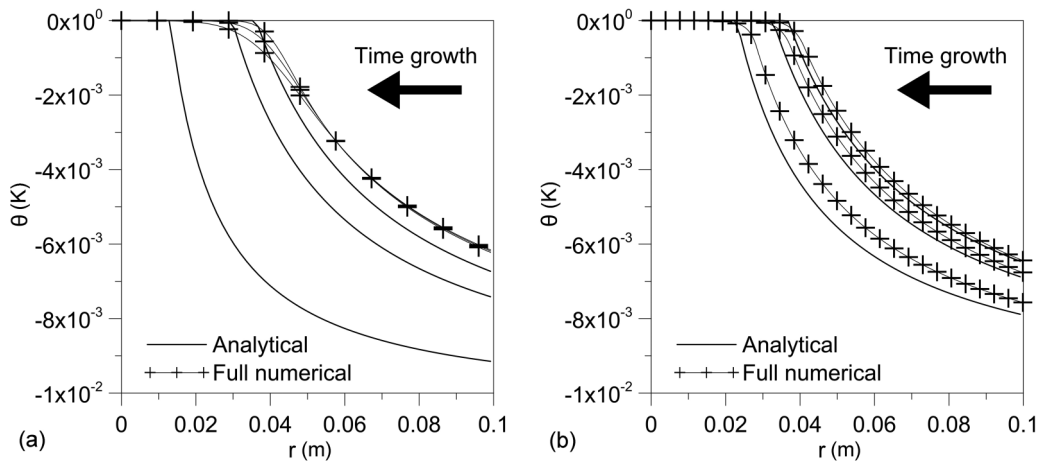 0x10⁰
-2x10⁻³
-4x10⁻³
-6x10⁻³
-8x10⁻³
-1x10⁻²
θ (K)
Time growth
Analytical
Full numerical
0 0.02 0.04 0.06 0.08 0.1
r (m)
(a)
0x10⁰
-2x10⁻³
-4x10⁻³
-6x10⁻³
-8x10⁻³
-1x10⁻²
θ (K)
Time growth
Analytical
Full numerical
0 0.02 0.04 0.06 0.08 0.1
r (m)
(b)